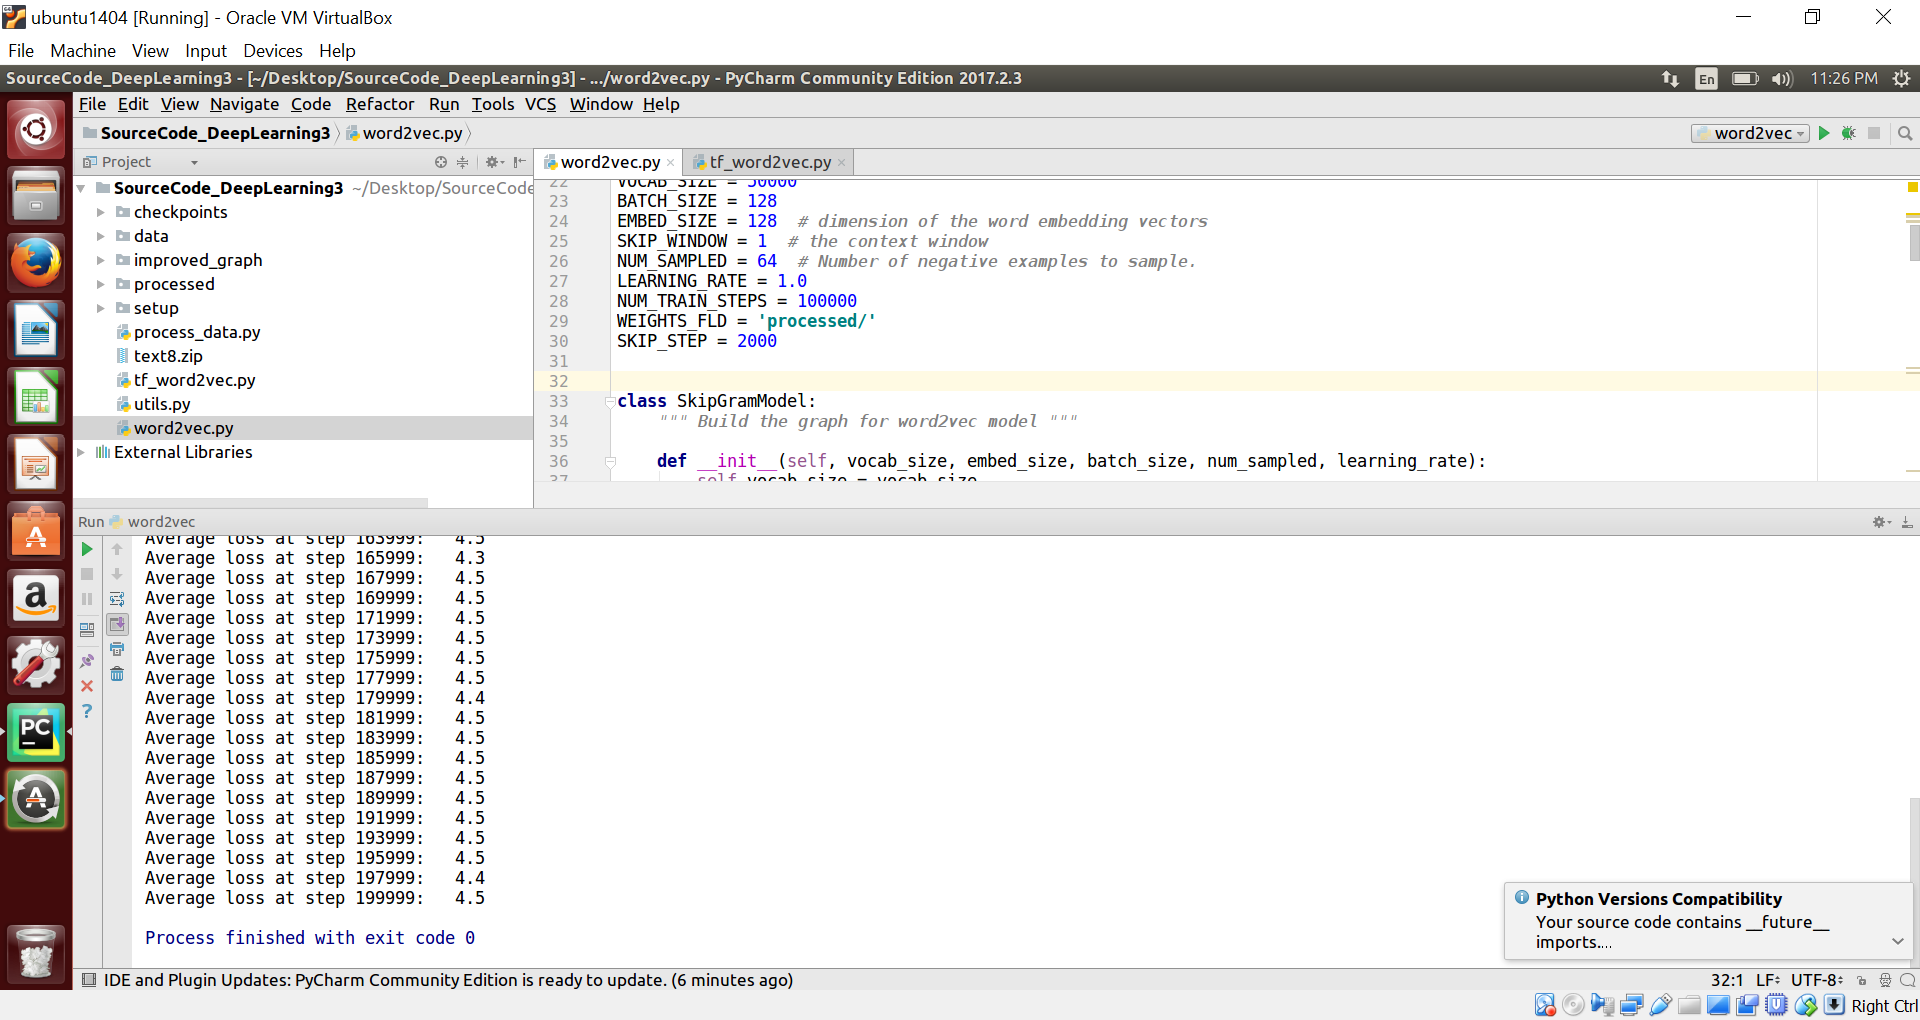 ubuntu1404 [Running] - Oracle VM VirtualBox
File Machine View Input Devices Help
SourceCode_DeepLearning3 - [~/Desktop/SourceCode_DeepLearning3] - .../word2vec.py - PyCharm Community Edition 2017.2.3
En
11:26 PM
File Edit View Navigate Code Refactor Run Tools VCS Window Help
SourceCode_DeepLearning3 word2vec.py
word2vec
Project
SourceCode_DeepLearning3 ~/Desktop/SourceCode
checkpoints
data
improved_graph
processed
setup
process_data.py
text8.zip
tf_word2vec.py
utils.py
word2vec.py
External Libraries
word2vec.py tf_word2vec.py
22 VOCAB_SIZE = 50000
23 BATCH_SIZE = 128
24 EMBED_SIZE = 128 # dimension of the word embedding vectors
25 SKIP_WINDOW = 1 # the context window
26 NUM_SAMPLED = 64 # Number of negative examples to sample.
27 LEARNING_RATE = 1.0
28 NUM_TRAIN_STEPS = 100000
29 WEIGHTS_FLD = 'processed/'
30 SKIP_STEP = 2000
31
32
33 class SkipGramModel:
34 """ Build the graph for word2vec model """
35
36 def __init__(self, vocab_size, embed_size, batch_size, num_sampled, learning_rate):
37 self.vocab_size = vocab_size
Run word2vec
Average loss at step 163999: 4.5
Average loss at step 165999: 4.3
Average loss at step 167999: 4.5
Average loss at step 169999: 4.5
Average loss at step 171999: 4.5
Average loss at step 173999: 4.5
Average loss at step 175999: 4.5
Average loss at step 177999: 4.5
Average loss at step 179999: 4.4
Average loss at step 181999: 4.5
Average loss at step 183999: 4.5
Average loss at step 185999: 4.5
Average loss at step 187999: 4.5
Average loss at step 189999: 4.5
Average loss at step 191999: 4.5
Average loss at step 193999: 4.5
Average loss at step 195999: 4.5
Average loss at step 197999: 4.4
Average loss at step 199999: 4.5
Process finished with exit code 0
PC
Python Versions Compatibility
Your source code contains __future__
imports....
IDE and Plugin Updates: PyCharm Community Edition is ready to update. (6 minutes ago)
32:1 LF UTF-8
Right Ctrl